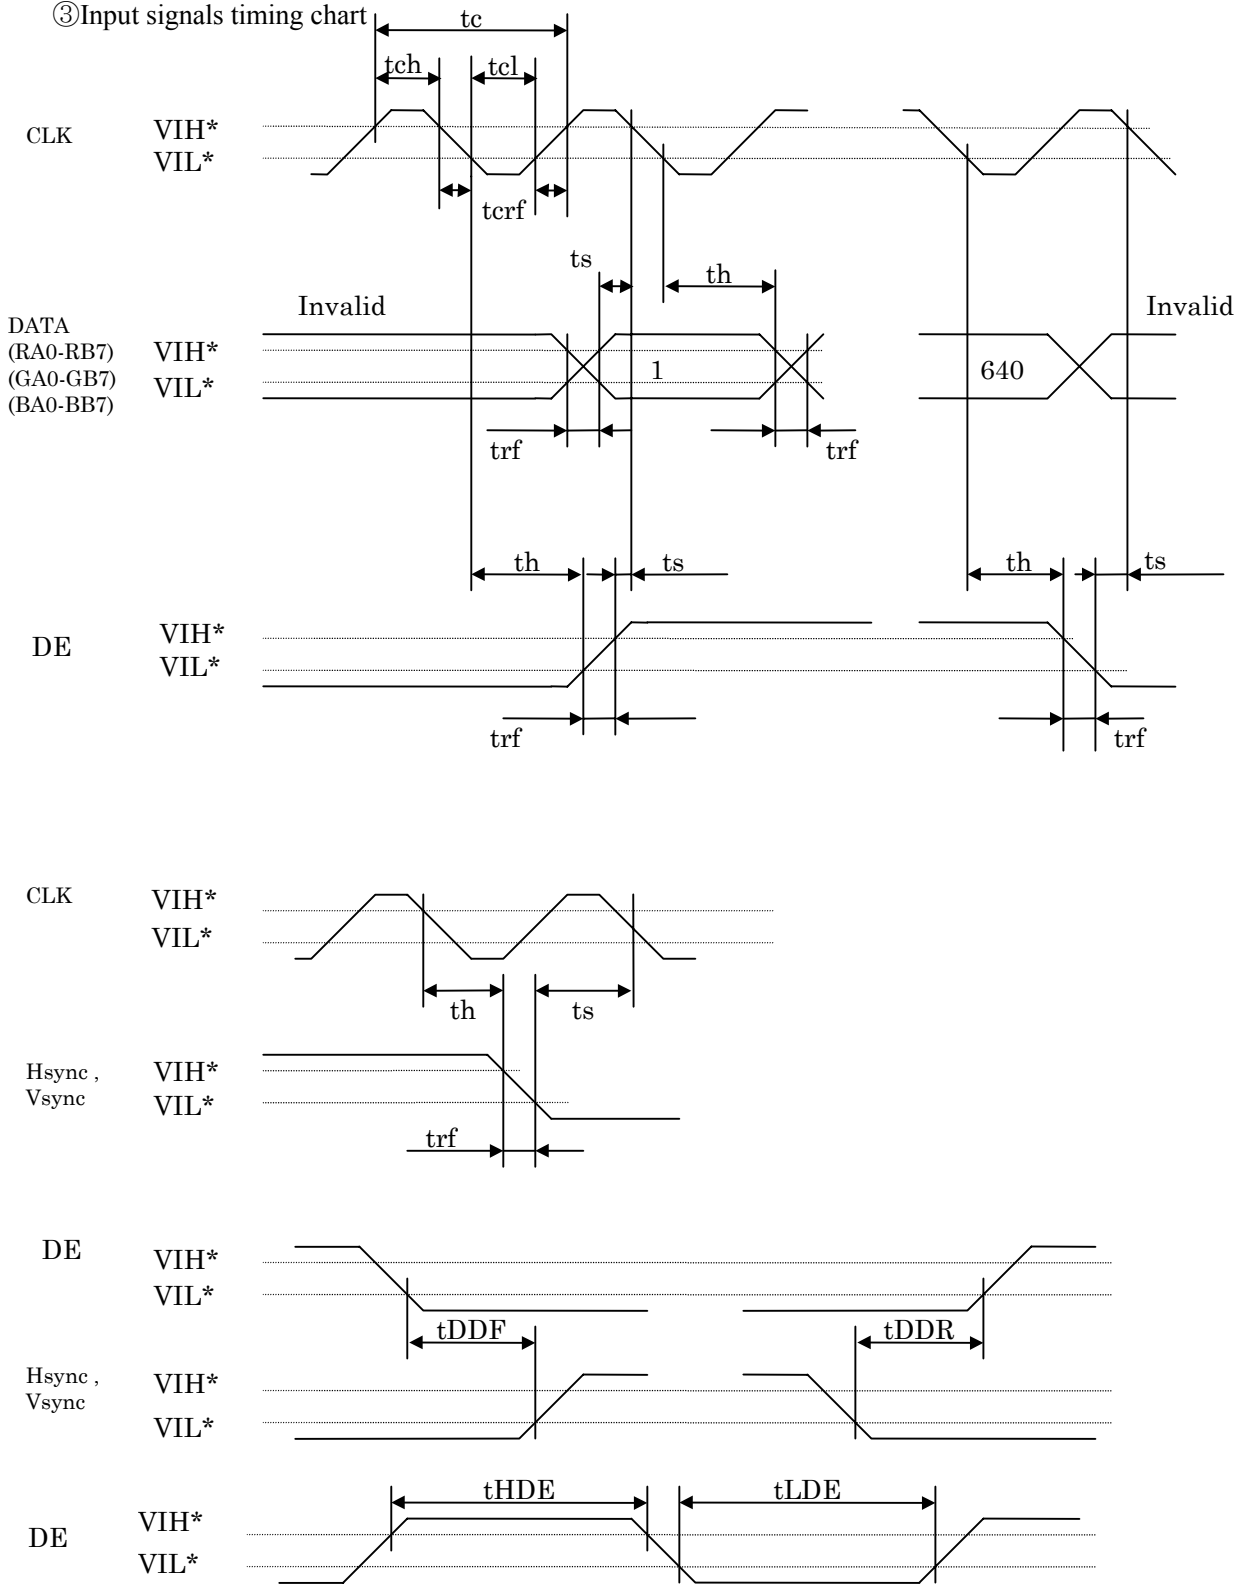 ③Input signals timing chart
tc
tch
tcl
CLK
VIH*
VIL*
tcrf
ts
th
Invalid
Invalid
DATA
(RA0-RB7)
(GA0-GB7)
(BA0-BB7)
VIH*
VIL*
1
640
trf
trf
th
ts
th
ts
DE
VIH*
VIL*
trf
trf
CLK
VIH*
VIL*
th
ts
Hsync ,
Vsync
VIH*
VIL*
trf
DE
VIH*
VIL*
tDDF
tDDR
Hsync ,
Vsync
VIH*
VIL*
tHDE
tLDE
DE
VIH*
VIL*